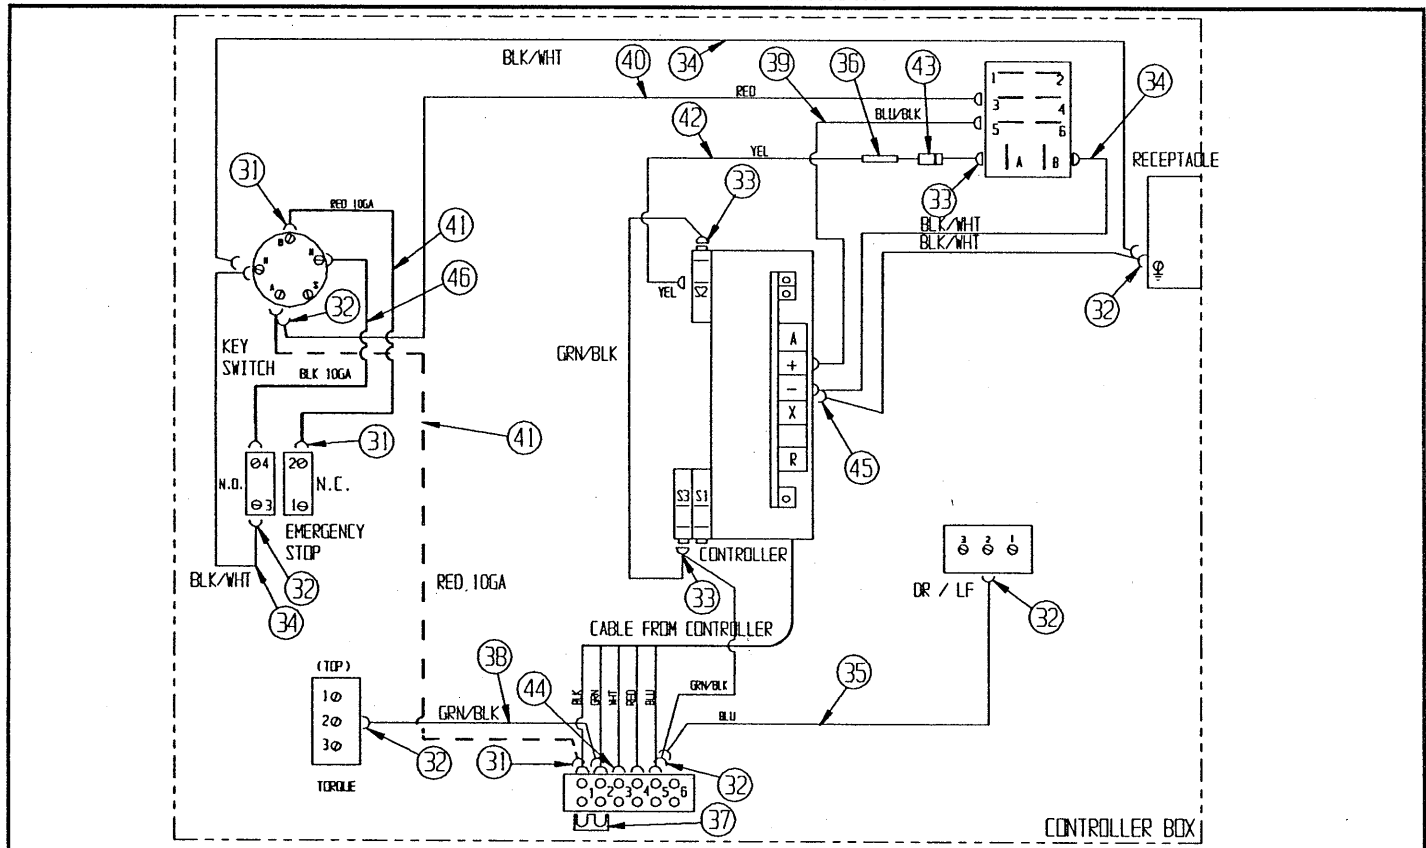 BLK/WHT
34
40
39
36
43
34
RED
BLU/BLK
1 2
3 4
5 6
A B
42
YEL
33
RECEPTACLE
31
RED 10GA
41
33
BLK/WHT
BLK/WHT
B
M
N
A
S
46
32
YEL
S2
32
KEY
SWITCH
GRN/BLK
A
+
-
X
R
BLK 10GA
31
41
45
4
3
2
1
N.O.
N.C.
EMERGENCY
STOP
S3 S1
CONTROLLER
3 2 1
DR / LF
BLK/WHT
32
34
RED, 10GA
33
32
CABLE FROM CONTROLLER
(TOP)
1
2
3
38
44
BLK
GRN
WHT
RED
BLU
GRN/BLK
35
GRN/BLK
BLU
32
31
32
TORQUE
1 2 3 4 5 6
37
CONTROLLER BOX